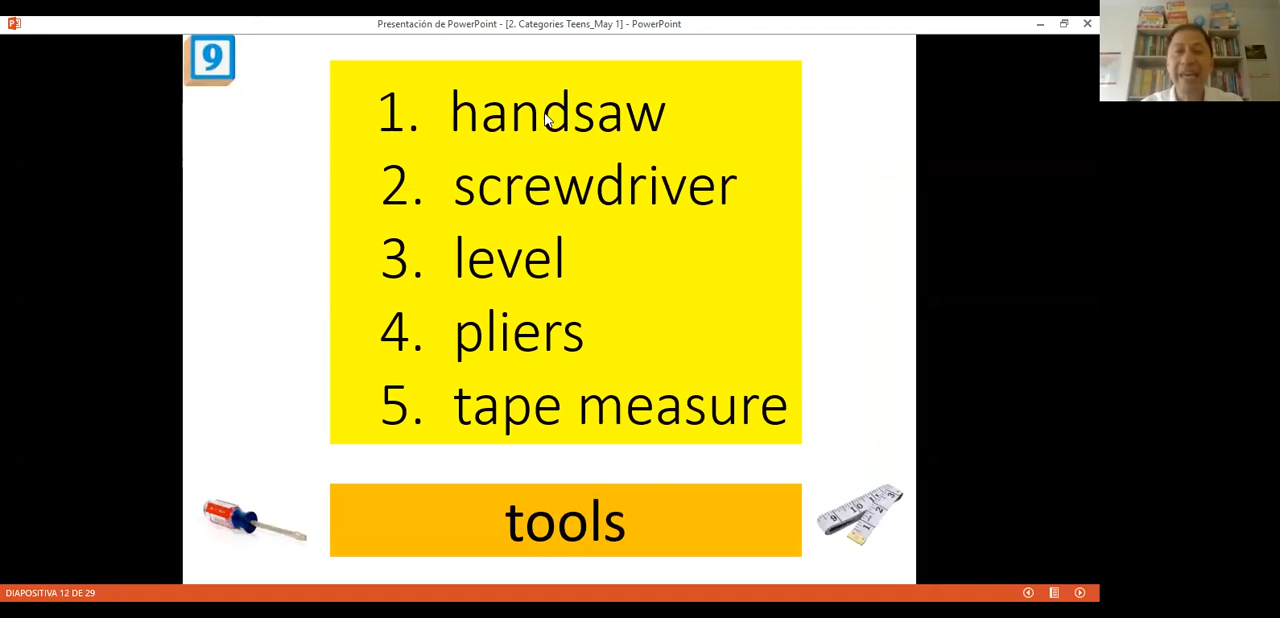 Presentación de PowerPoint - [2. Categories Teens_May 1] - PowerPoint
9
1. handsaw
2. screwdriver
3. level
4. pliers
5. tape measure
tools
DIAPOSITIVA 12 DE 29